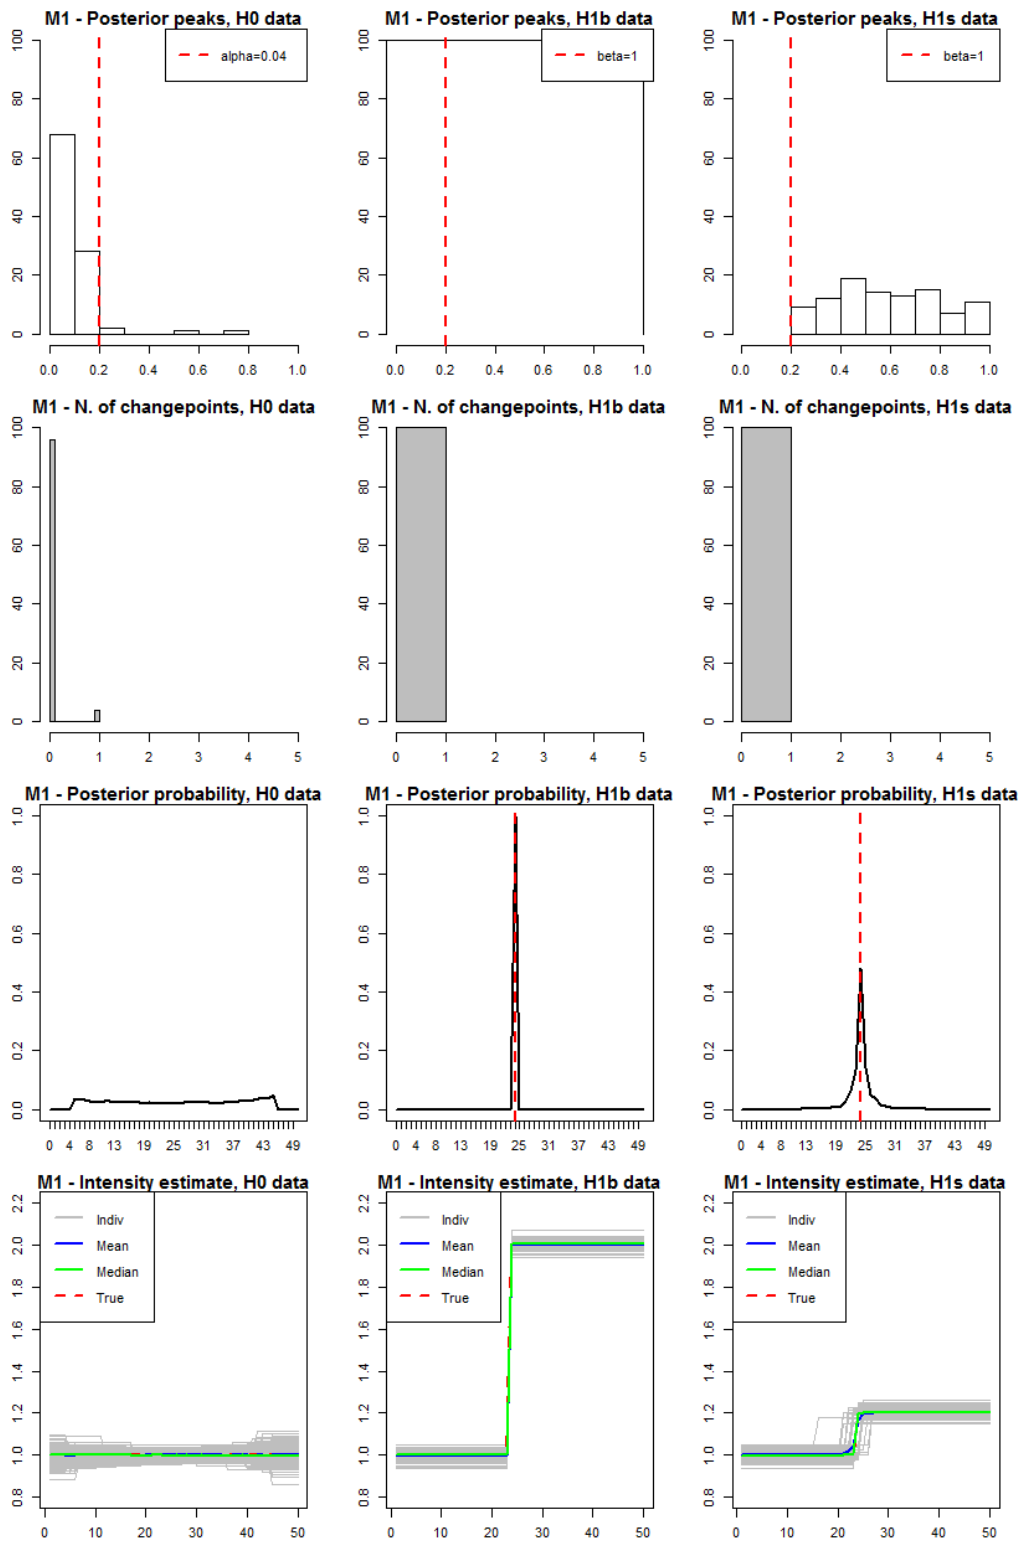 M1 - Posterior peaks, H0 data
M1 - Posterior peaks, H1b data
M1 - Posterior peaks, H1s data
alpha=0.04
beta=1
beta=1
0 20 40 60 80 100
0 20 40 60 80 100
0 20 40 60 80 100
0.0 0.2 0.4 0.6 0.8 1.0
0.0 0.2 0.4 0.6 0.8 1.0
0.0 0.2 0.4 0.6 0.8 1.0
M1 - N. of changepoints, H0 data
M1 - N. of changepoints, H1b data
M1 - N. of changepoints, H1s data
0 20 40 60 80 100
0 20 40 60 80 100
0 20 40 60 80 100
0 1 2 3 4 5
0 1 2 3 4 5
0 1 2 3 4 5
M1 - Posterior probability, H0 data
M1 - Posterior probability, H1b data
M1 - Posterior probability, H1s data
0.0 0.2 0.4 0.6 0.8 1.0
0.0 0.2 0.4 0.6 0.8 1.0
0.0 0.2 0.4 0.6 0.8 1.0
0 4 8 13 19 25 31 37 43 49
0 4 8 13 19 25 31 37 43 49
0 4 8 13 19 25 31 37 43 49
M1 - Intensity estimate, H0 data
M1 - Intensity estimate, H1b data
M1 - Intensity estimate, H1s data
Indiv
Mean
Median
True
Indiv
Mean
Median
True
Indiv
Mean
Median
True
0.8 1.0 1.2 1.4 1.6 1.8 2.0 2.2
0.8 1.0 1.2 1.4 1.6 1.8 2.0 2.2
0.8 1.0 1.2 1.4 1.6 1.8 2.0 2.2
0 10 20 30 40 50
0 10 20 30 40 50
0 10 20 30 40 50